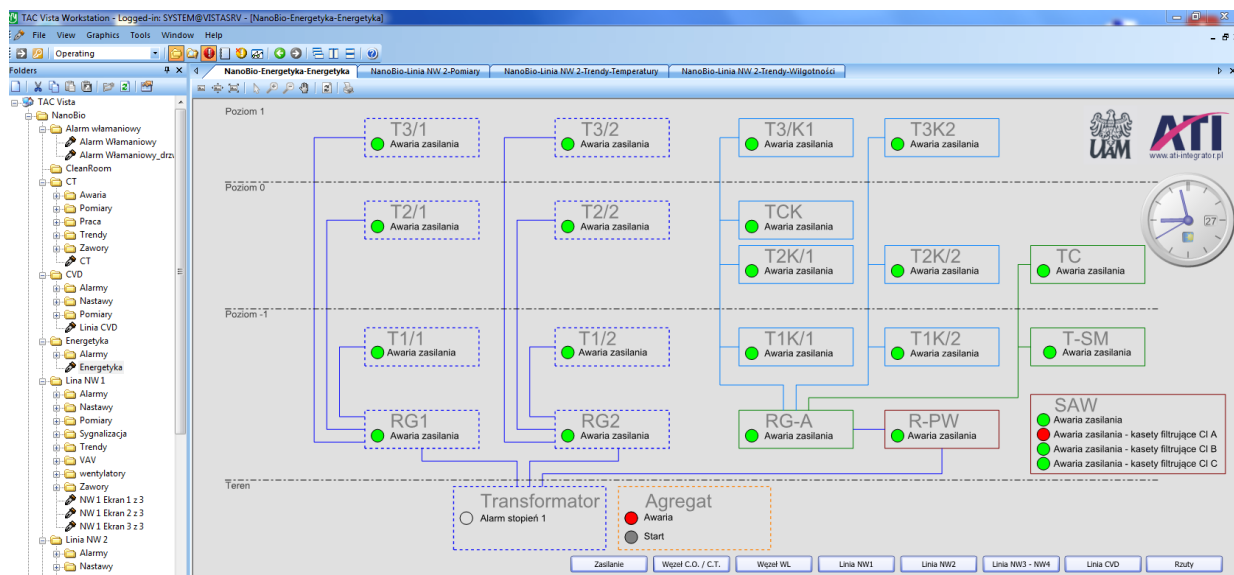 TAC Vista Workstation - Logged-in: SYSTEM@VISTASRV - [NanoBio-Energetyka-Energetyka]
File View Graphics Tools Window Help
Operating
Folders
NanoBio-Energetyka-Energetyka NanoBio-Linia NW 2-Pomiary NanoBio-Linia NW 2-Trendy-Temperatury NanoBio-Linia NW 2-Trendy-Wilgotności
TAC Vista
NanoBio
Alarm włamaniowy
Alarm Włamaniowy
Alarm Włamaniowy_drzw
CleanRoom
CT
Awaria
Pomiary
Praca
Trendy
Zawory
CT
CVD
Alarmy
Nastawy
Pomiary
Linia CVD
Energetyka
Alarmy
Energetyka
Lina NW 1
Alarmy
Nastawy
Pomiary
Sygnalizacja
Trendy
VAV
wentylatory
Zawory
NW 1 Ekran 1 z 3
NW 1 Ekran 2 z 3
NW 1 Ekran 3 z 3
Linia NW 2
Alarmy
Nastawy
Poziom 1
T3/1
Awaria zasilania
T3/2
Awaria zasilania
T3/K1
Awaria zasilania
T3K2
Awaria zasilania
UAM
ATI
www.ati-integrator.pl
Poziom 0
T2/1
Awaria zasilania
T2/2
Awaria zasilania
TCK
Awaria zasilania
27
T2K/1
Awaria zasilania
T2K/2
Awaria zasilania
TC
Awaria zasilania
Poziom -1
T1/1
Awaria zasilania
T1/2
Awaria zasilania
T1K/1
Awaria zasilania
T1K/2
Awaria zasilania
T-SM
Awaria zasilania
RG1
Awaria zasilania
RG2
Awaria zasilania
RG-A
Awaria zasilania
R-PW
Awaria zasilania
SAW
Awaria zasilania
Awaria zasilania - kasety filtrujące Cl A
Awaria zasilania - kasety filtrujące Cl B
Awaria zasilania - kasety filtrujące Cl C
Teren
Transformator
Alarm stopień 1
Agregat
Awaria
Start
Zasilanie Węzeł C.O. / C.T. Węzeł WL Linia NW1 Linia NW2 Linia NW3 - NW4 Linia CVD Rzuty